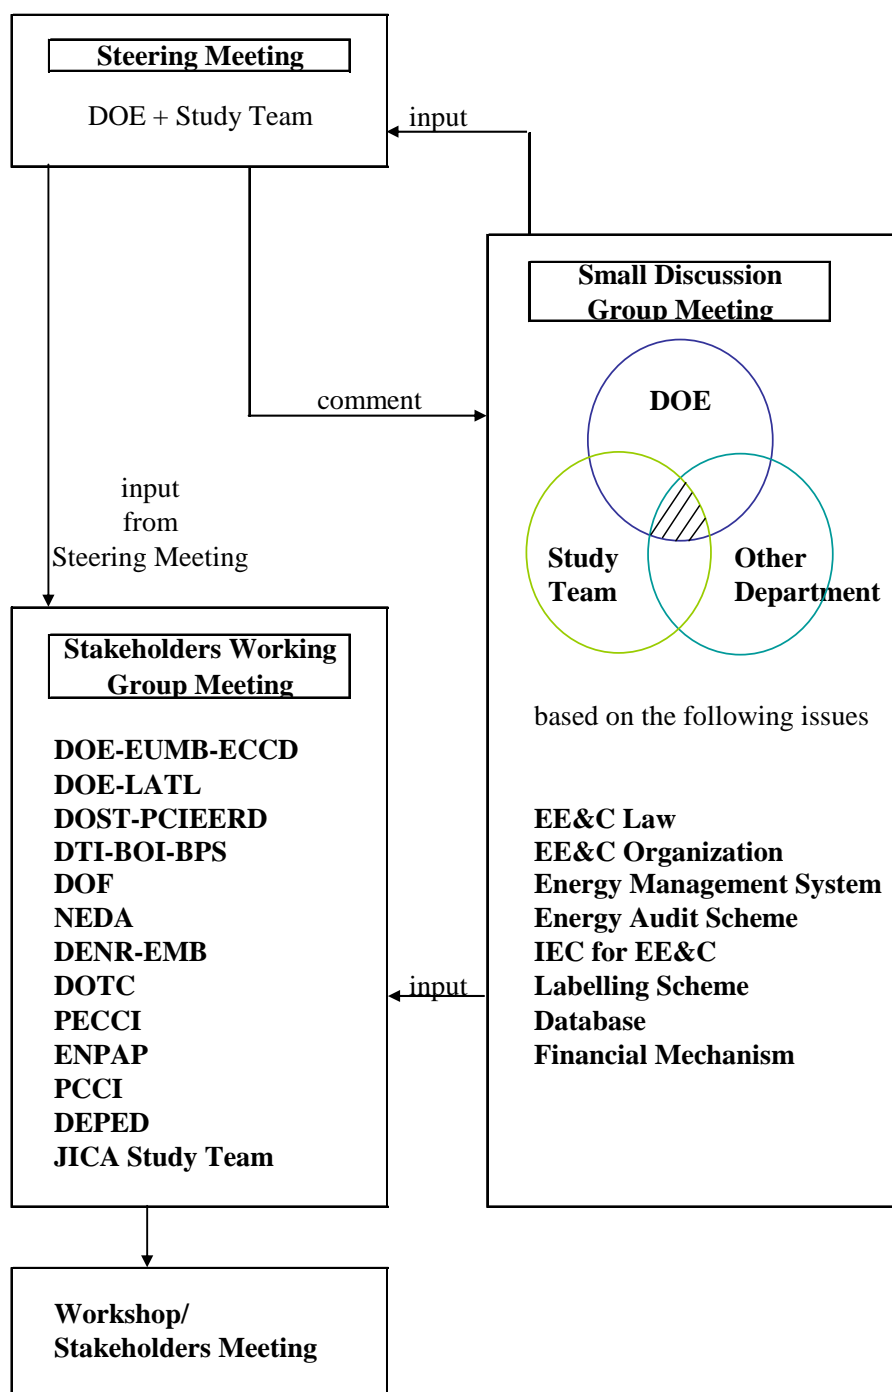 Steering Meeting
DOE + Study Team
input
comment
input
from
Steering Meeting
Small Discussion
Group Meeting
DOE
Study
Team
Other
Department
based on the following issues
EE&C Law
EE&C Organization
Energy Management System
Energy Audit Scheme
IEC for EE&C
Labelling Scheme
Database
Financial Mechanism
input
Stakeholders Working
Group Meeting
DOE-EUMB-ECCD
DOE-LATL
DOST-PCIEERD
DTI-BOI-BPS
DOF
NEDA
DENR-EMB
DOTC
PECCI
ENPAP
PCCI
DEPED
JICA Study Team
Workshop/
Stakeholders Meeting